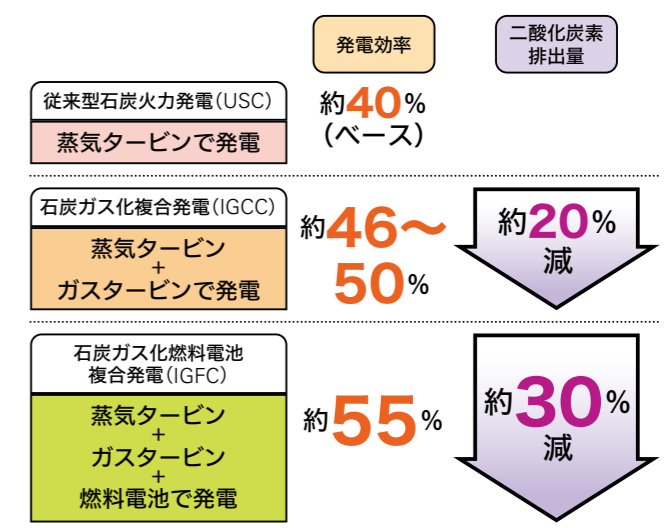 発電効率
二酸化炭素
排出量
従来型石炭火力発電(USC)
蒸気タービンで発電
約40%
(ベース)
石炭ガス化複合発電(IGCC)
蒸気タービン
+
ガスタービンで発電
約46〜
50%
約20%
減
石炭ガス化燃料電池
複合発電(IGFC)
蒸気タービン
+
ガスタービン
+
燃料電池で発電
約55%
約30%
減